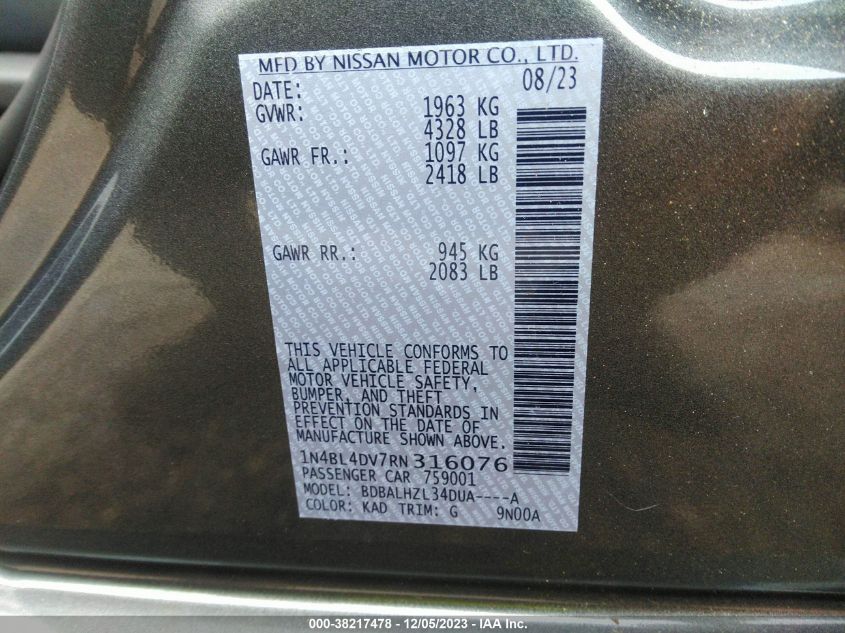 MFD BY NISSAN MOTOR CO., LTD.
DATE: 08/23
GVWR: 1963 KG
4328 LB
GAWR FR.: 1097 KG
2418 LB
GAWR RR.: 945 KG
2083 LB
THIS VEHICLE CONFORMS TO
ALL APPLICABLE FEDERAL
MOTOR VEHICLE SAFETY,
BUMPER, AND THEFT
PREVENTION STANDARDS IN
EFFECT ON THE DATE OF
MANUFACTURE SHOWN ABOVE.
1N4BL4DV7RN316076
PASSENGER CAR 759001
MODEL: BDBALHZL34DUA----A
COLOR: KAD TRIM: G 9N00A
000-38217478 - 12/05/2023 - IAA Inc.